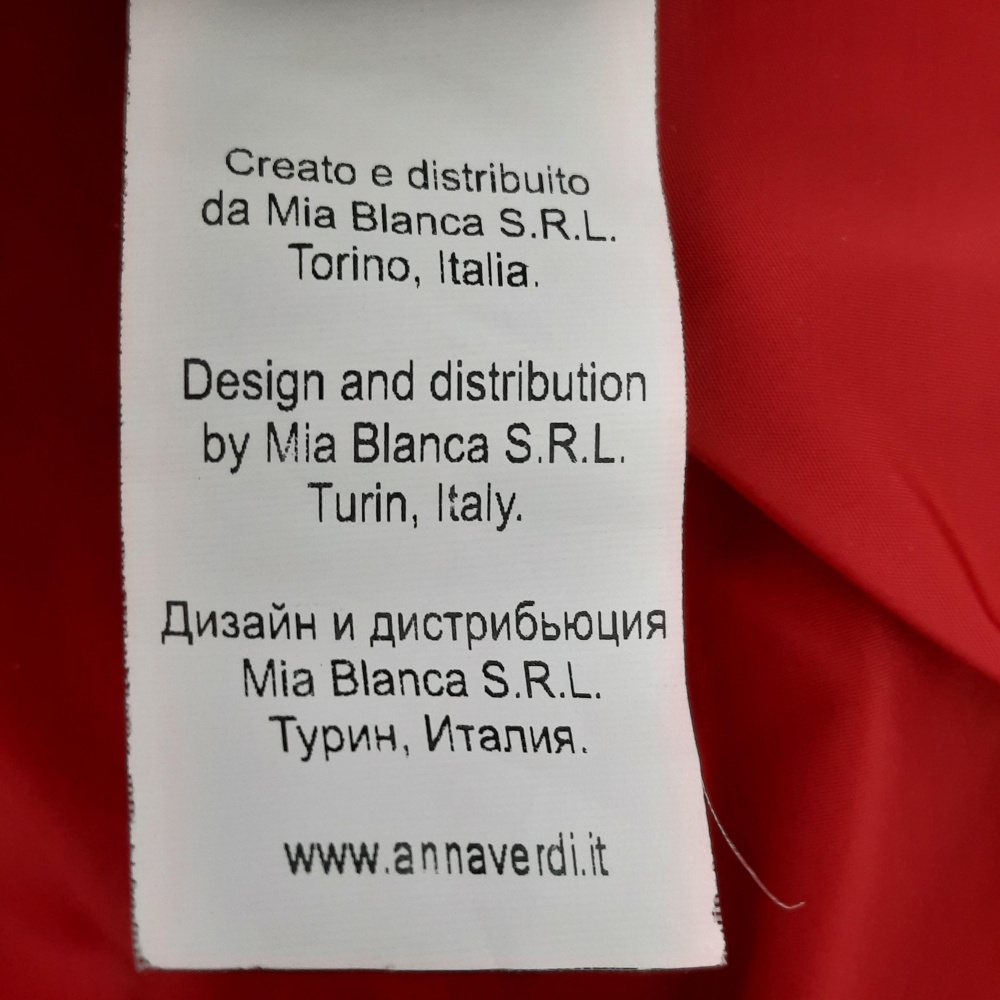 Creato e distribuito
da Mia Blanca S.R.L.
Torino, Italia.
Design and distribution
by Mia Blanca S.R.L.
Turin, Italy.
Дизайн и дистрибьюция
Mia Blanca S.R.L.
Турин, Италия.
www.annaverdi.it